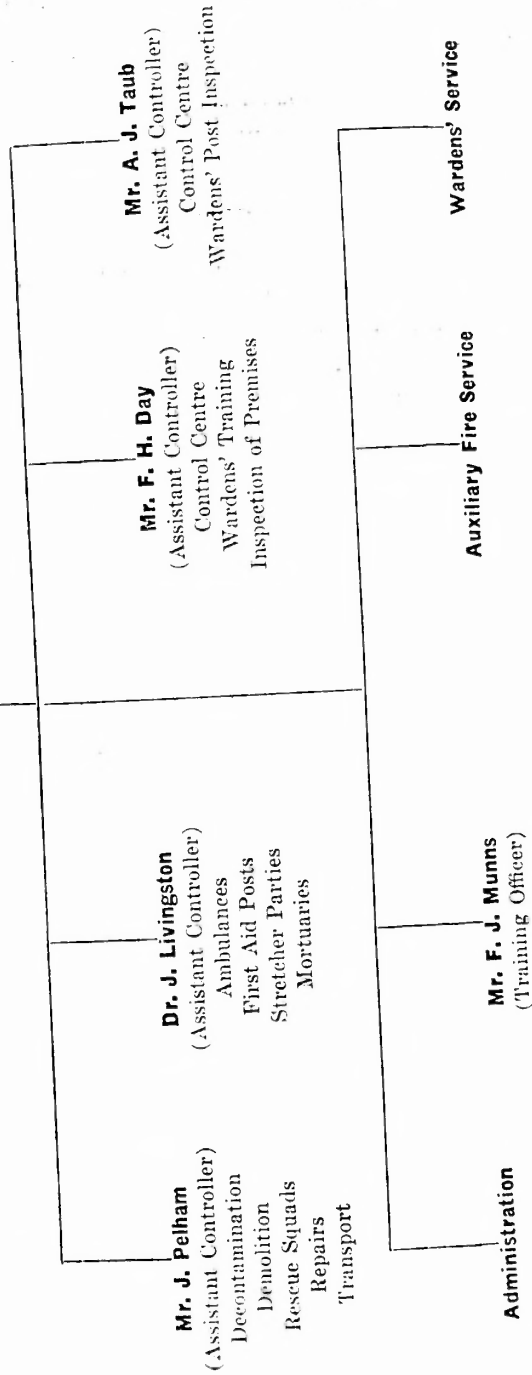 Mr. J. Pelham
(Assistant Controller)
Decontamination
Demolition
Rescue Squads
Repairs
Transport
Dr. J. Livingston
(Assistant Controller)
Ambulances
First Aid Posts
Stretcher Parties
Mortuaries
Mr. F. H. Day
(Assistant Controller)
Control Centre
Wardens' Training
Inspection of Premises
Mr. A. J. Taub
(Assistant Controller)
Control Centre
Wardens' Post Inspection
Administration
Mr. F. J. Munns
(Training Officer)
Auxiliary Fire Service
Wardens' Service